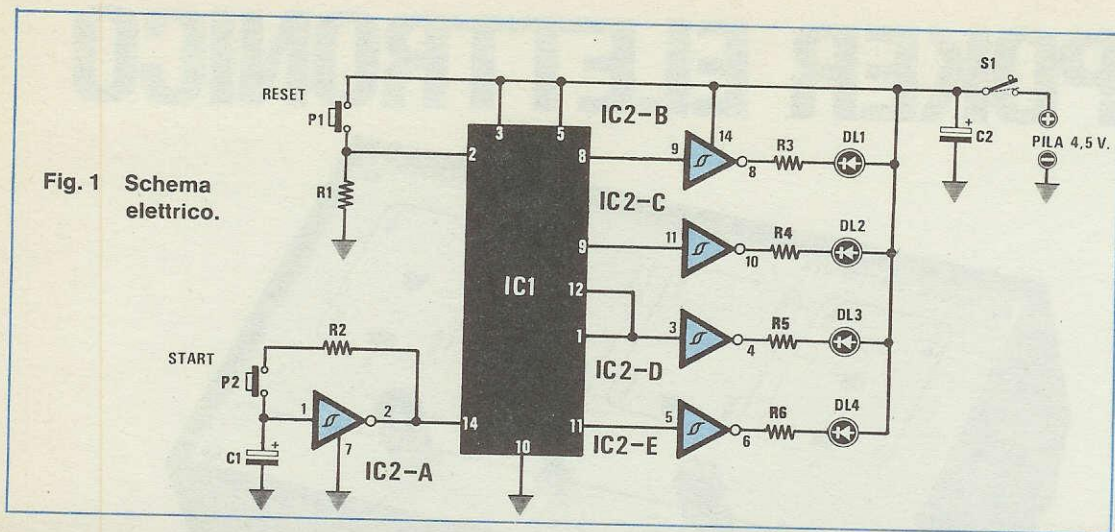 Fig. 1 Schema
elettrico.
RESET
P1
R1
START
P2
R2
C1
1
2
7
IC2-A
IC1
2
3
5
8
9
12
1
11
14
10
IC2-B
9
14
8
R3
DL1
IC2-C
11
10
R4
DL2
IC2-D
3
4
R5
DL3
IC2-E
5
6
R6
DL4
S1
+
C2
+
+
−
PILA 4,5 V.